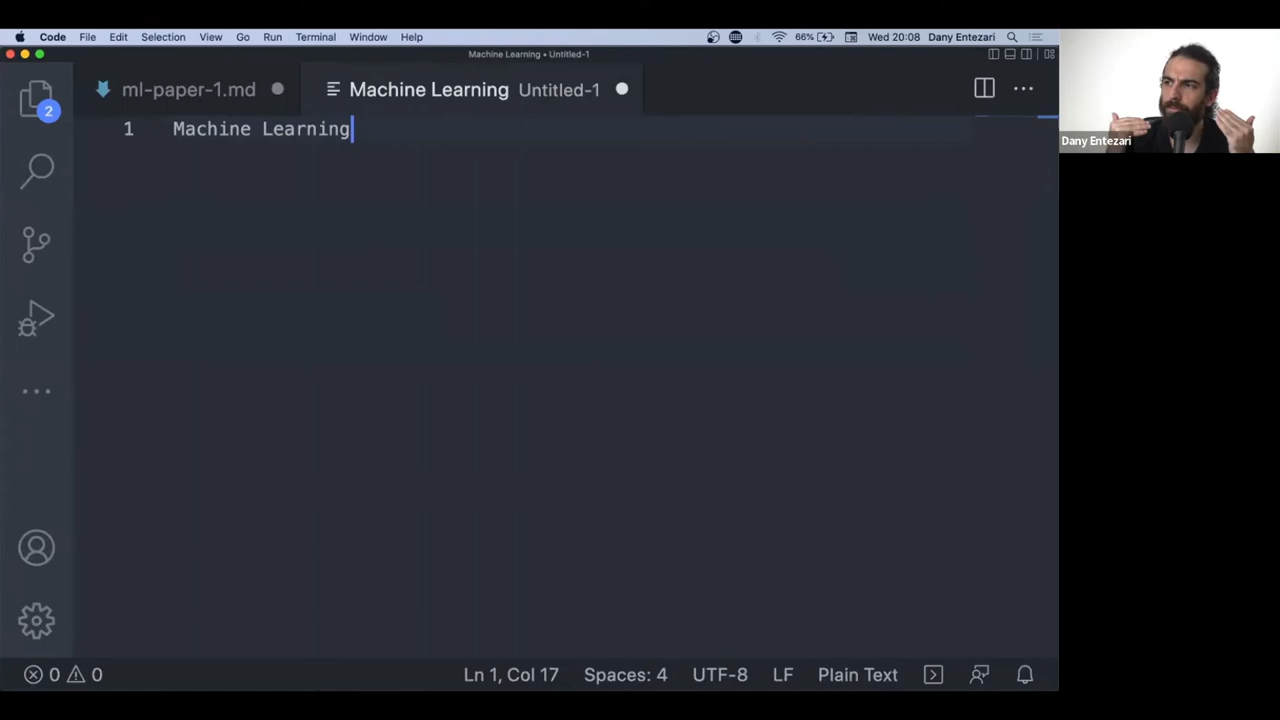 Code File Edit Selection View Go Run Terminal Window Help 66% Wed 20:08 Dany Entezari
Machine Learning • Untitled-1
ml-paper-1.md Machine Learning Untitled-1
2
1 Machine Learning
Dany Entezari
0 0 Ln 1, Col 17 Spaces: 4 UTF-8 LF Plain Text